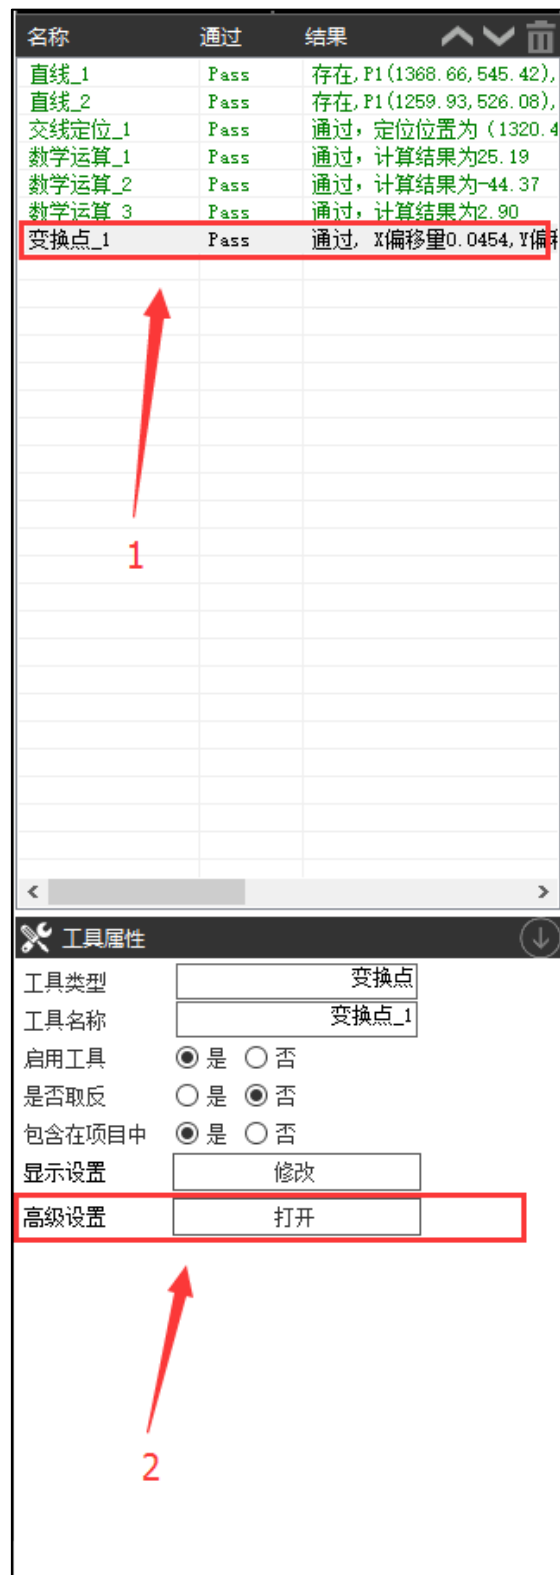 名称 通过 结果
直线_1 Pass 存在,P1(1368.66,545.42),
直线_2 Pass 存在,P1(1259.93,526.08),
交线定位_1 Pass 通过，定位位置为（1320.4
数学运算_1 Pass 通过，计算结果为25.19
数学运算_2 Pass 通过，计算结果为-44.37
数学运算_3 Pass 通过，计算结果为2.90
变换点_1 Pass 通过, X偏移量0.0454,Y偏移
1
工具属性
工具类型 变换点
工具名称 变换点_1
启用工具 是 否
是否取反 是 否
包含在项目中 是 否
显示设置 修改
高级设置 打开
2